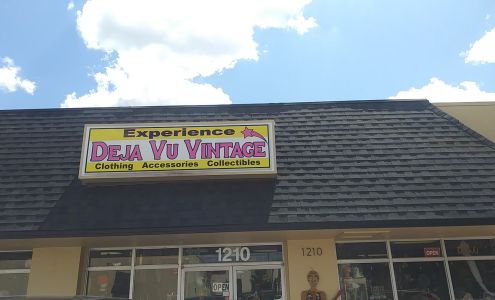 Experience
DEJA VU VINTAGE
Clothing Accessories Collectibles
1210
1210
OPEN
OPEN